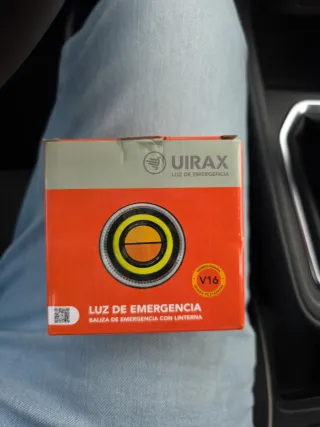 UIRAX
LUZ DE EMERGENCIA
V16
LUZ DE EMERGENCIA
BALIZA DE EMERGENCIA CON LINTERNA